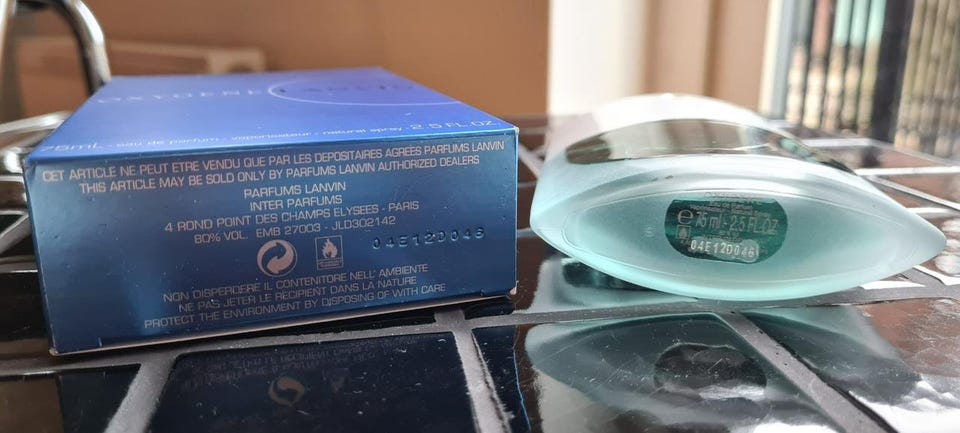 OXYGENE LANVIN
75mL · eau de parfum · vaporisateur · natural spray · 2.5 FL.OZ.
CET ARTICLE NE PEUT ETRE VENDU QUE PAR LES DEPOSITAIRES AGREES PARFUMS LANVIN
THIS ARTICLE MAY BE SOLD ONLY BY PARFUMS LANVIN AUTHORIZED DEALERS
PARFUMS LANVIN
INTER PARFUMS
4 ROND POINT DES CHAMPS ELYSEES - PARIS
80% VOL. EMB 27003 - JLD302142
04E12D046
NON DISPERDERE IL CONTENITORE NELL' AMBIENTE
NE PAS JETER LE RECIPIENT DANS LA NATURE
PROTECT THE ENVIRONMENT BY DISPOSING OF WITH CARE
e 75 ml - 2.5 FL OZ
04E12D046